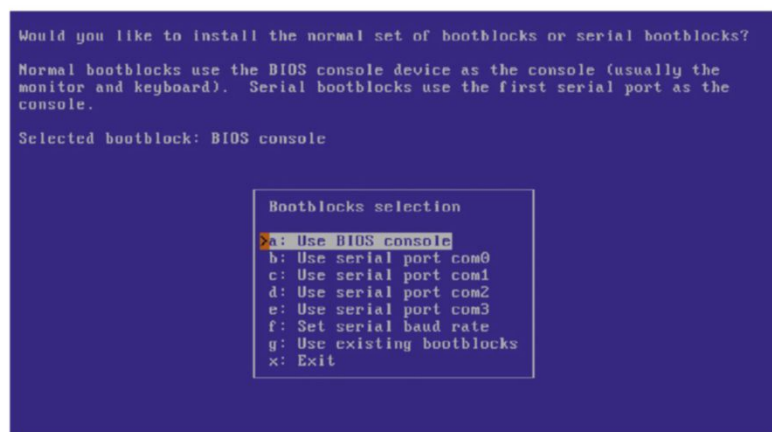 Would you like to install the normal set of bootblocks or serial bootblocks?
Normal bootblocks use the BIOS console device as the console (usually the
monitor and keyboard).  Serial bootblocks use the first serial port as the
console.
Selected bootblock: BIOS console
Bootblocks selection
>a: Use BIOS console
b: Use serial port com0
c: Use serial port com1
d: Use serial port com2
e: Use serial port com3
f: Set serial baud rate
g: Use existing bootblocks
x: Exit